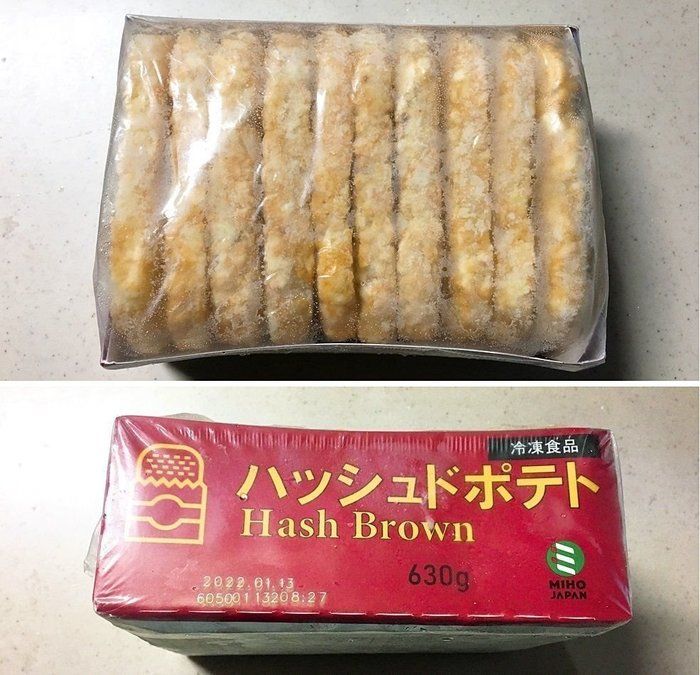 冷凍食品
ハッシュドポテト
Hash Brown
630g
2022.01.13
60500113208:27
MIHO
JAPAN